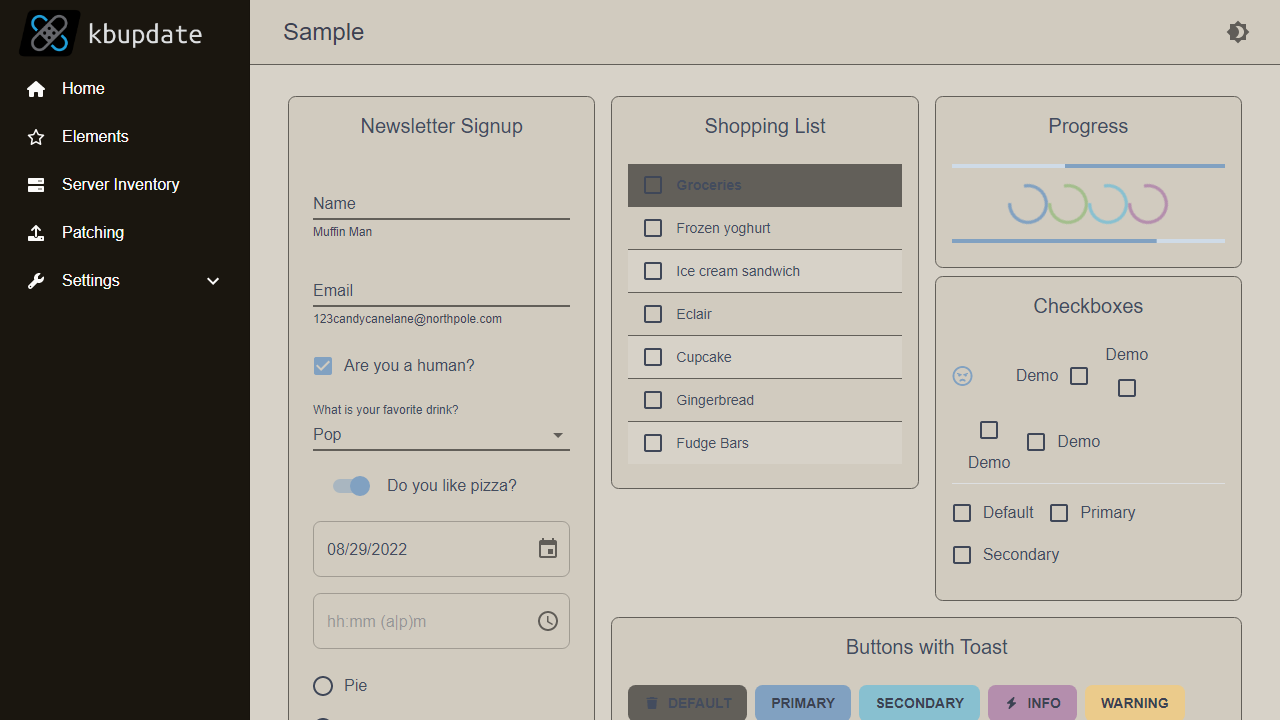 kbupdate
Home
Elements
Server Inventory
Patching
Settings
Sample
Newsletter Signup
Name
Muffin Man
Email
123candycanelane@northpole.com
Are you a human?
What is your favorite drink?
Pop
Do you like pizza?
08/29/2022
hh:mm (a|p)m
Pie
Shopping List
Groceries
Frozen yoghurt
Ice cream sandwich
Eclair
Cupcake
Gingerbread
Fudge Bars
Progress
Checkboxes
Demo
Demo
Demo
Demo
Default Primary
Secondary
Buttons with Toast
DEFAULT PRIMARY SECONDARY INFO WARNING